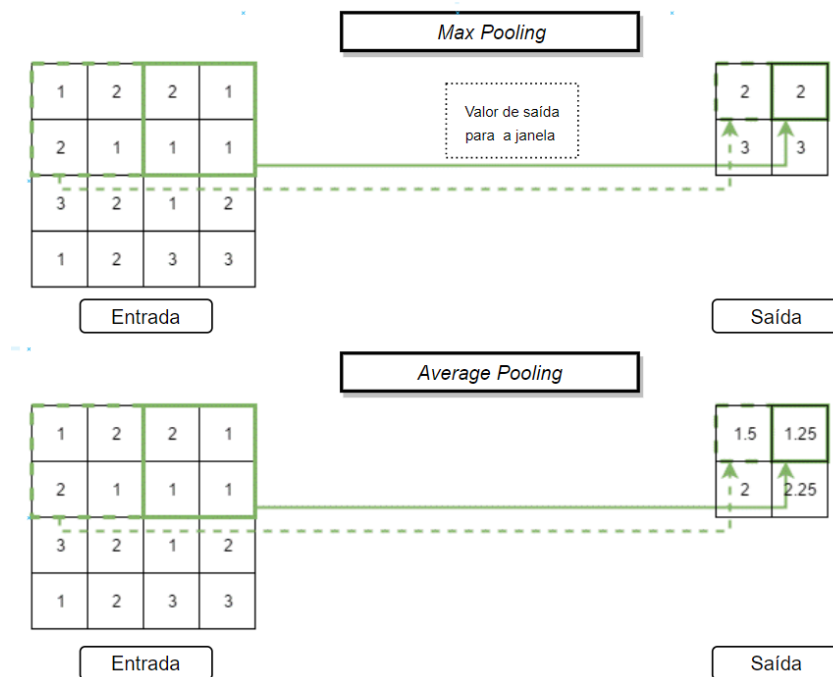 Max Pooling
1 2 2 1
2 1 1 1
3 2 1 2
1 2 3 3
Valor de saída
para a janela
2 2
3 3
Entrada
Saída
Average Pooling
1 2 2 1
2 1 1 1
3 2 1 2
1 2 3 3
1.5 1.25
2 2.25
Entrada
Saída